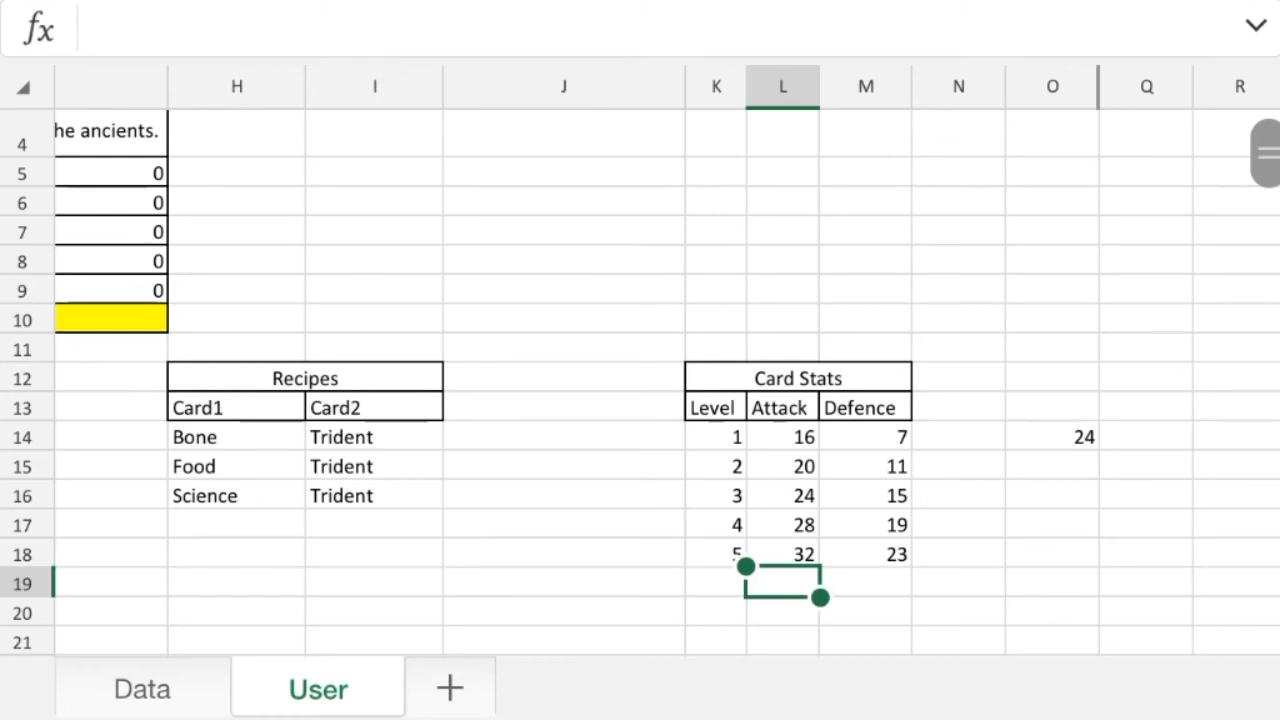 fx
H I J K L M N O Q R
4 he ancients.
5 0
6 0
7 0
8 0
9 0
10
11
12 Recipes Card Stats
13 Card1 Card2 Level Attack Defence
14 Bone Trident 1 16 7 24
15 Food Trident 2 20 11
16 Science Trident 3 24 15
17 4 28 19
18 5 32 23
19
20
21
Data User +